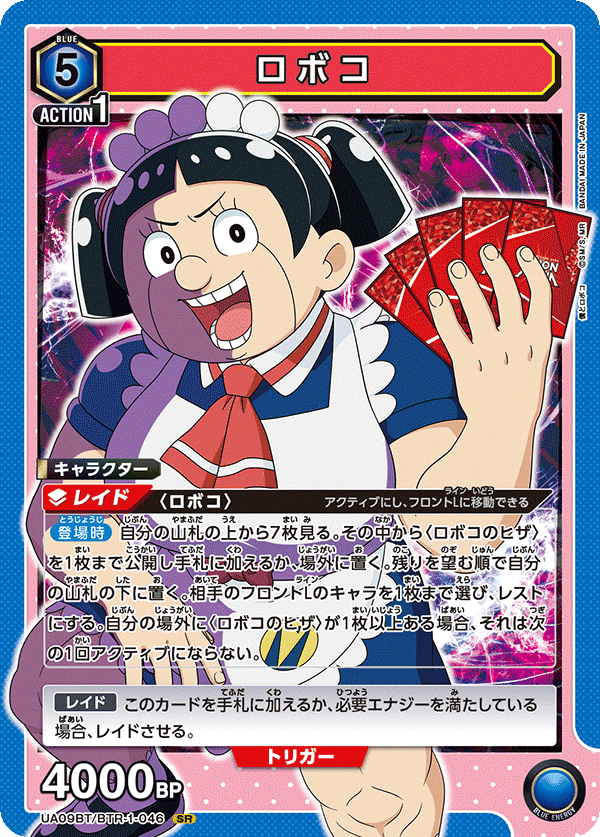 BLUE
5
ロボコ
ACTION 1
BANDAI MADE IN JAPAN
©SM/S, MR
僕とロボコ
キャラクター
レイド 〈ロボコ〉 アクティブにし、フロントLに移動できる
登場時 自分の山札の上から7枚見る。その中から〈ロボコのヒザ〉
を1枚まで公開し手札に加えるか、場外に置く。残りを望む順で自分
の山札の下に置く。相手のフロントLのキャラを1枚まで選び、レスト
にする。自分の場外に〈ロボコのヒザ〉が1枚以上ある場合、それは次
の1回アクティブにならない。
レイド このカードを手札に加えるか、必要エナジーを満たしている
場合、レイドさせる。
トリガー
4000BP
UA09BT/BTR-1-046 SR
BLUE ENERGY